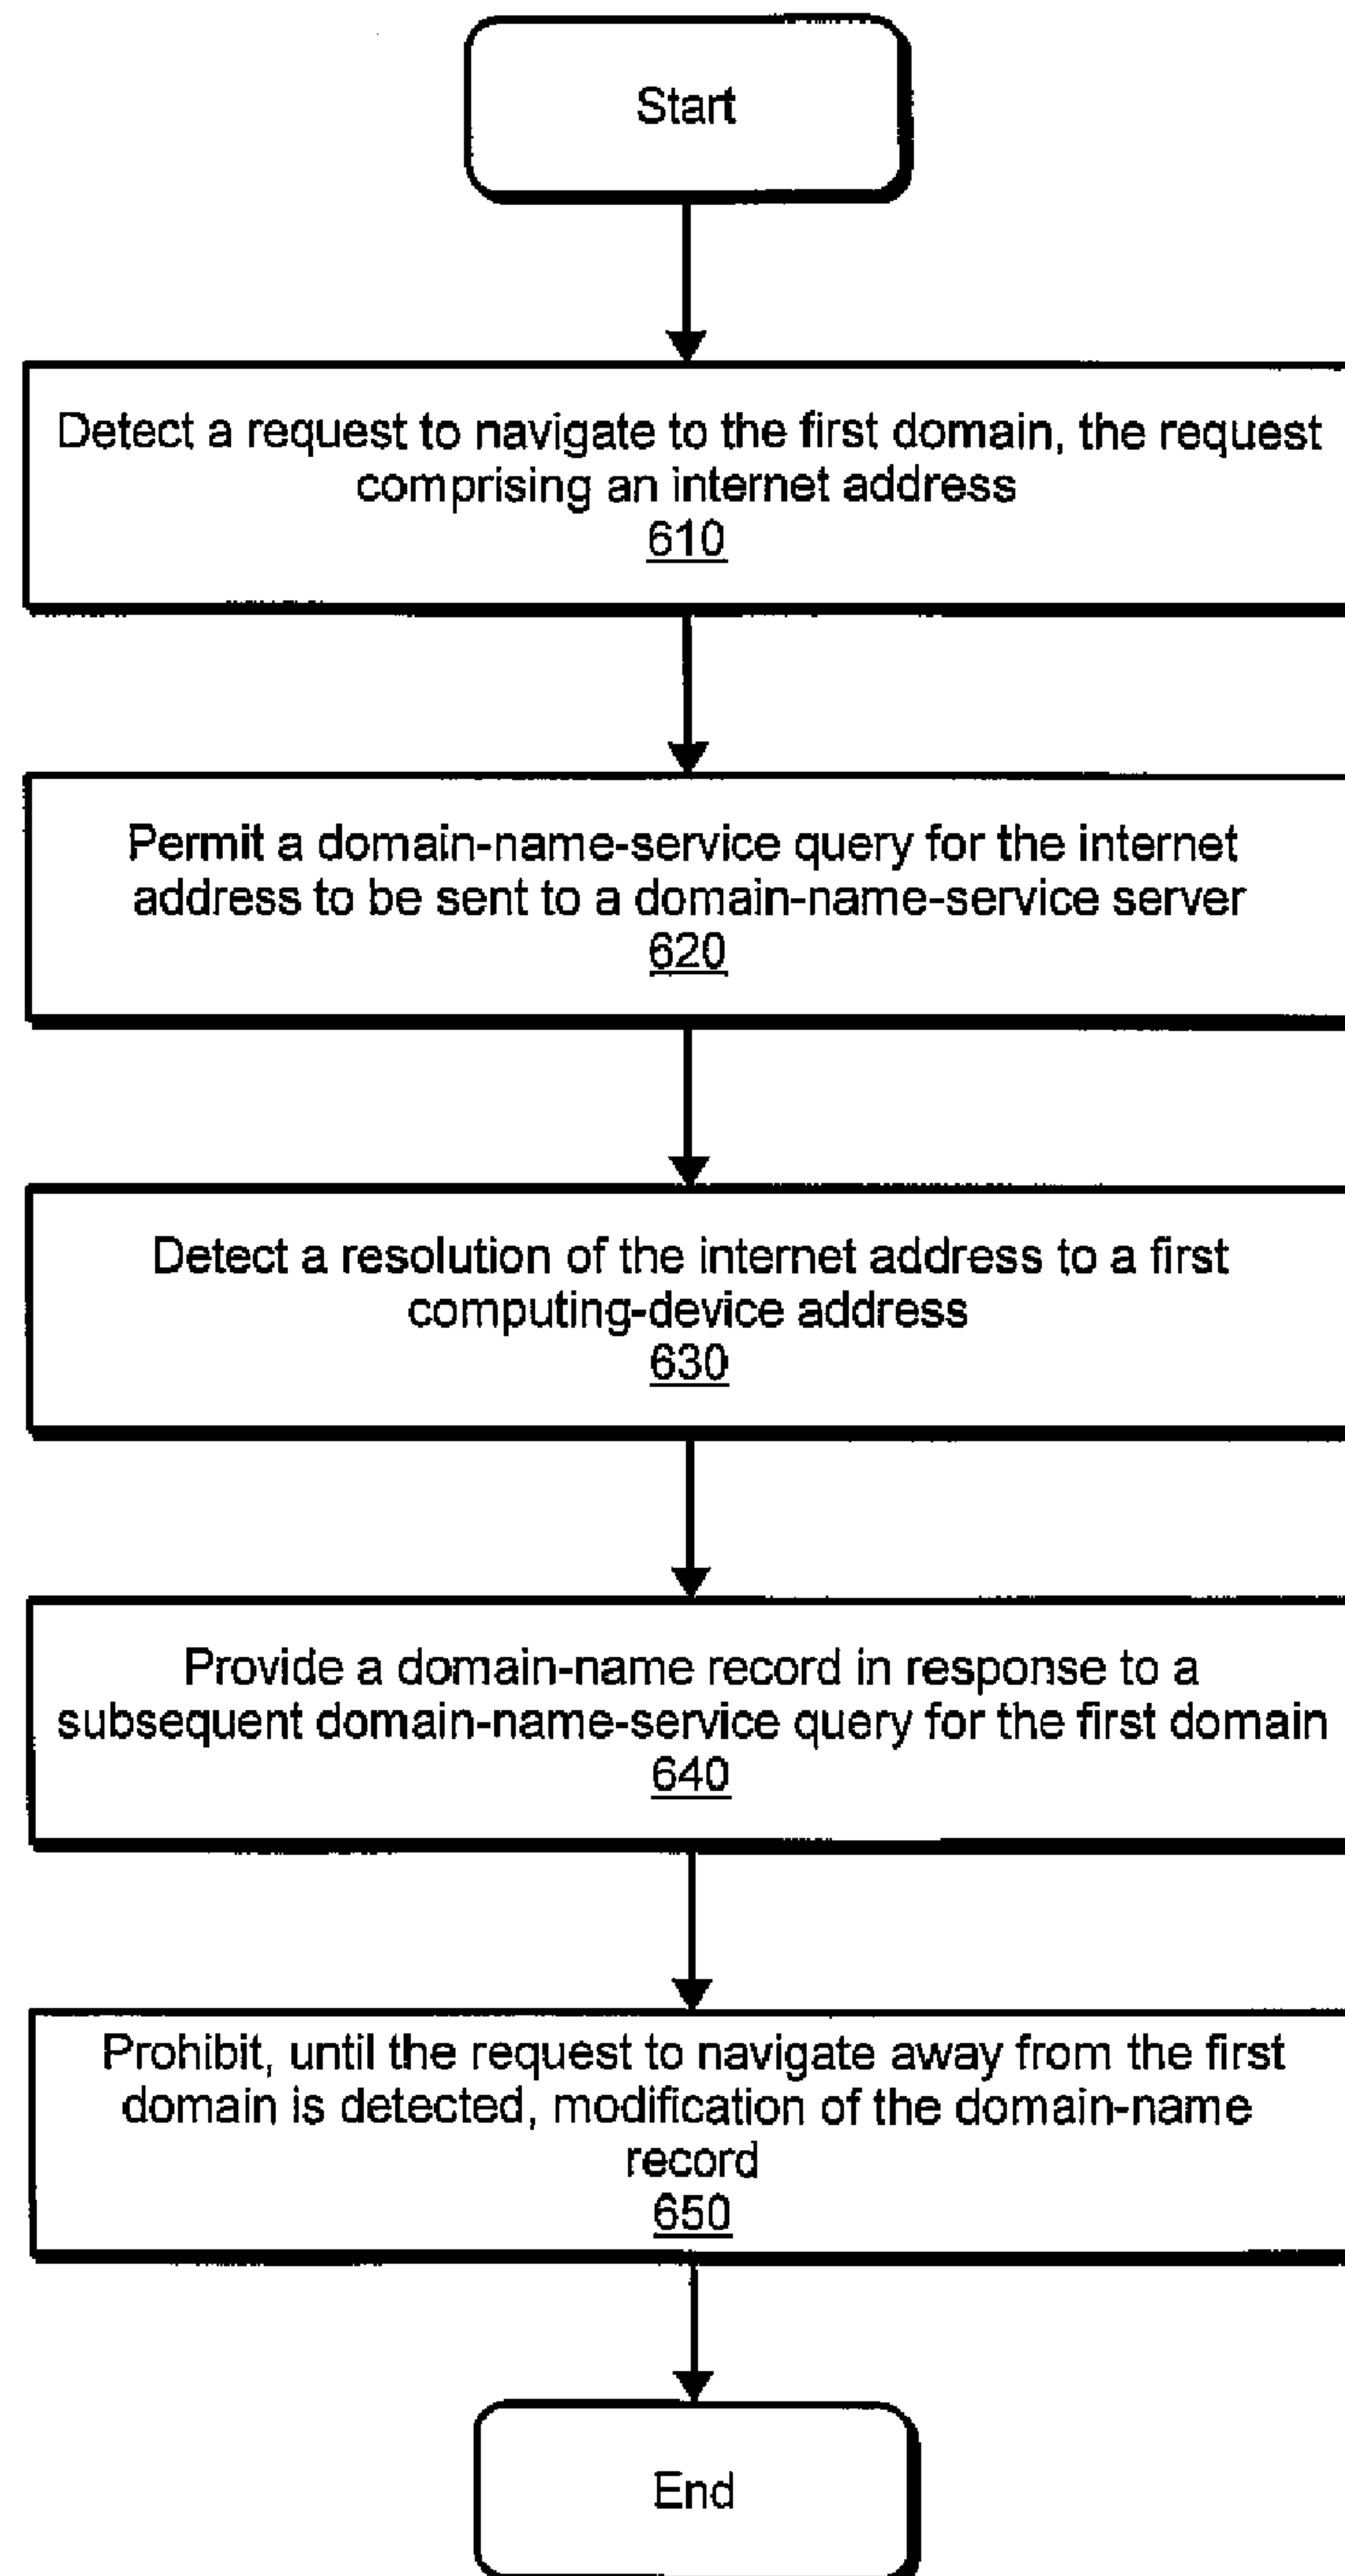 Start
Detect a request to navigate to the first domain, the request
comprising an internet address
610
Permit a domain-name-service query for the internet
address to be sent to a domain-name-service server
620
Detect a resolution of the internet address to a first
computing-device address
630
Provide a domain-name record in response to a
subsequent domain-name-service query for the first domain
640
Prohibit, until the request to navigate away from the first
domain is detected, modification of the domain-name
record
650
End